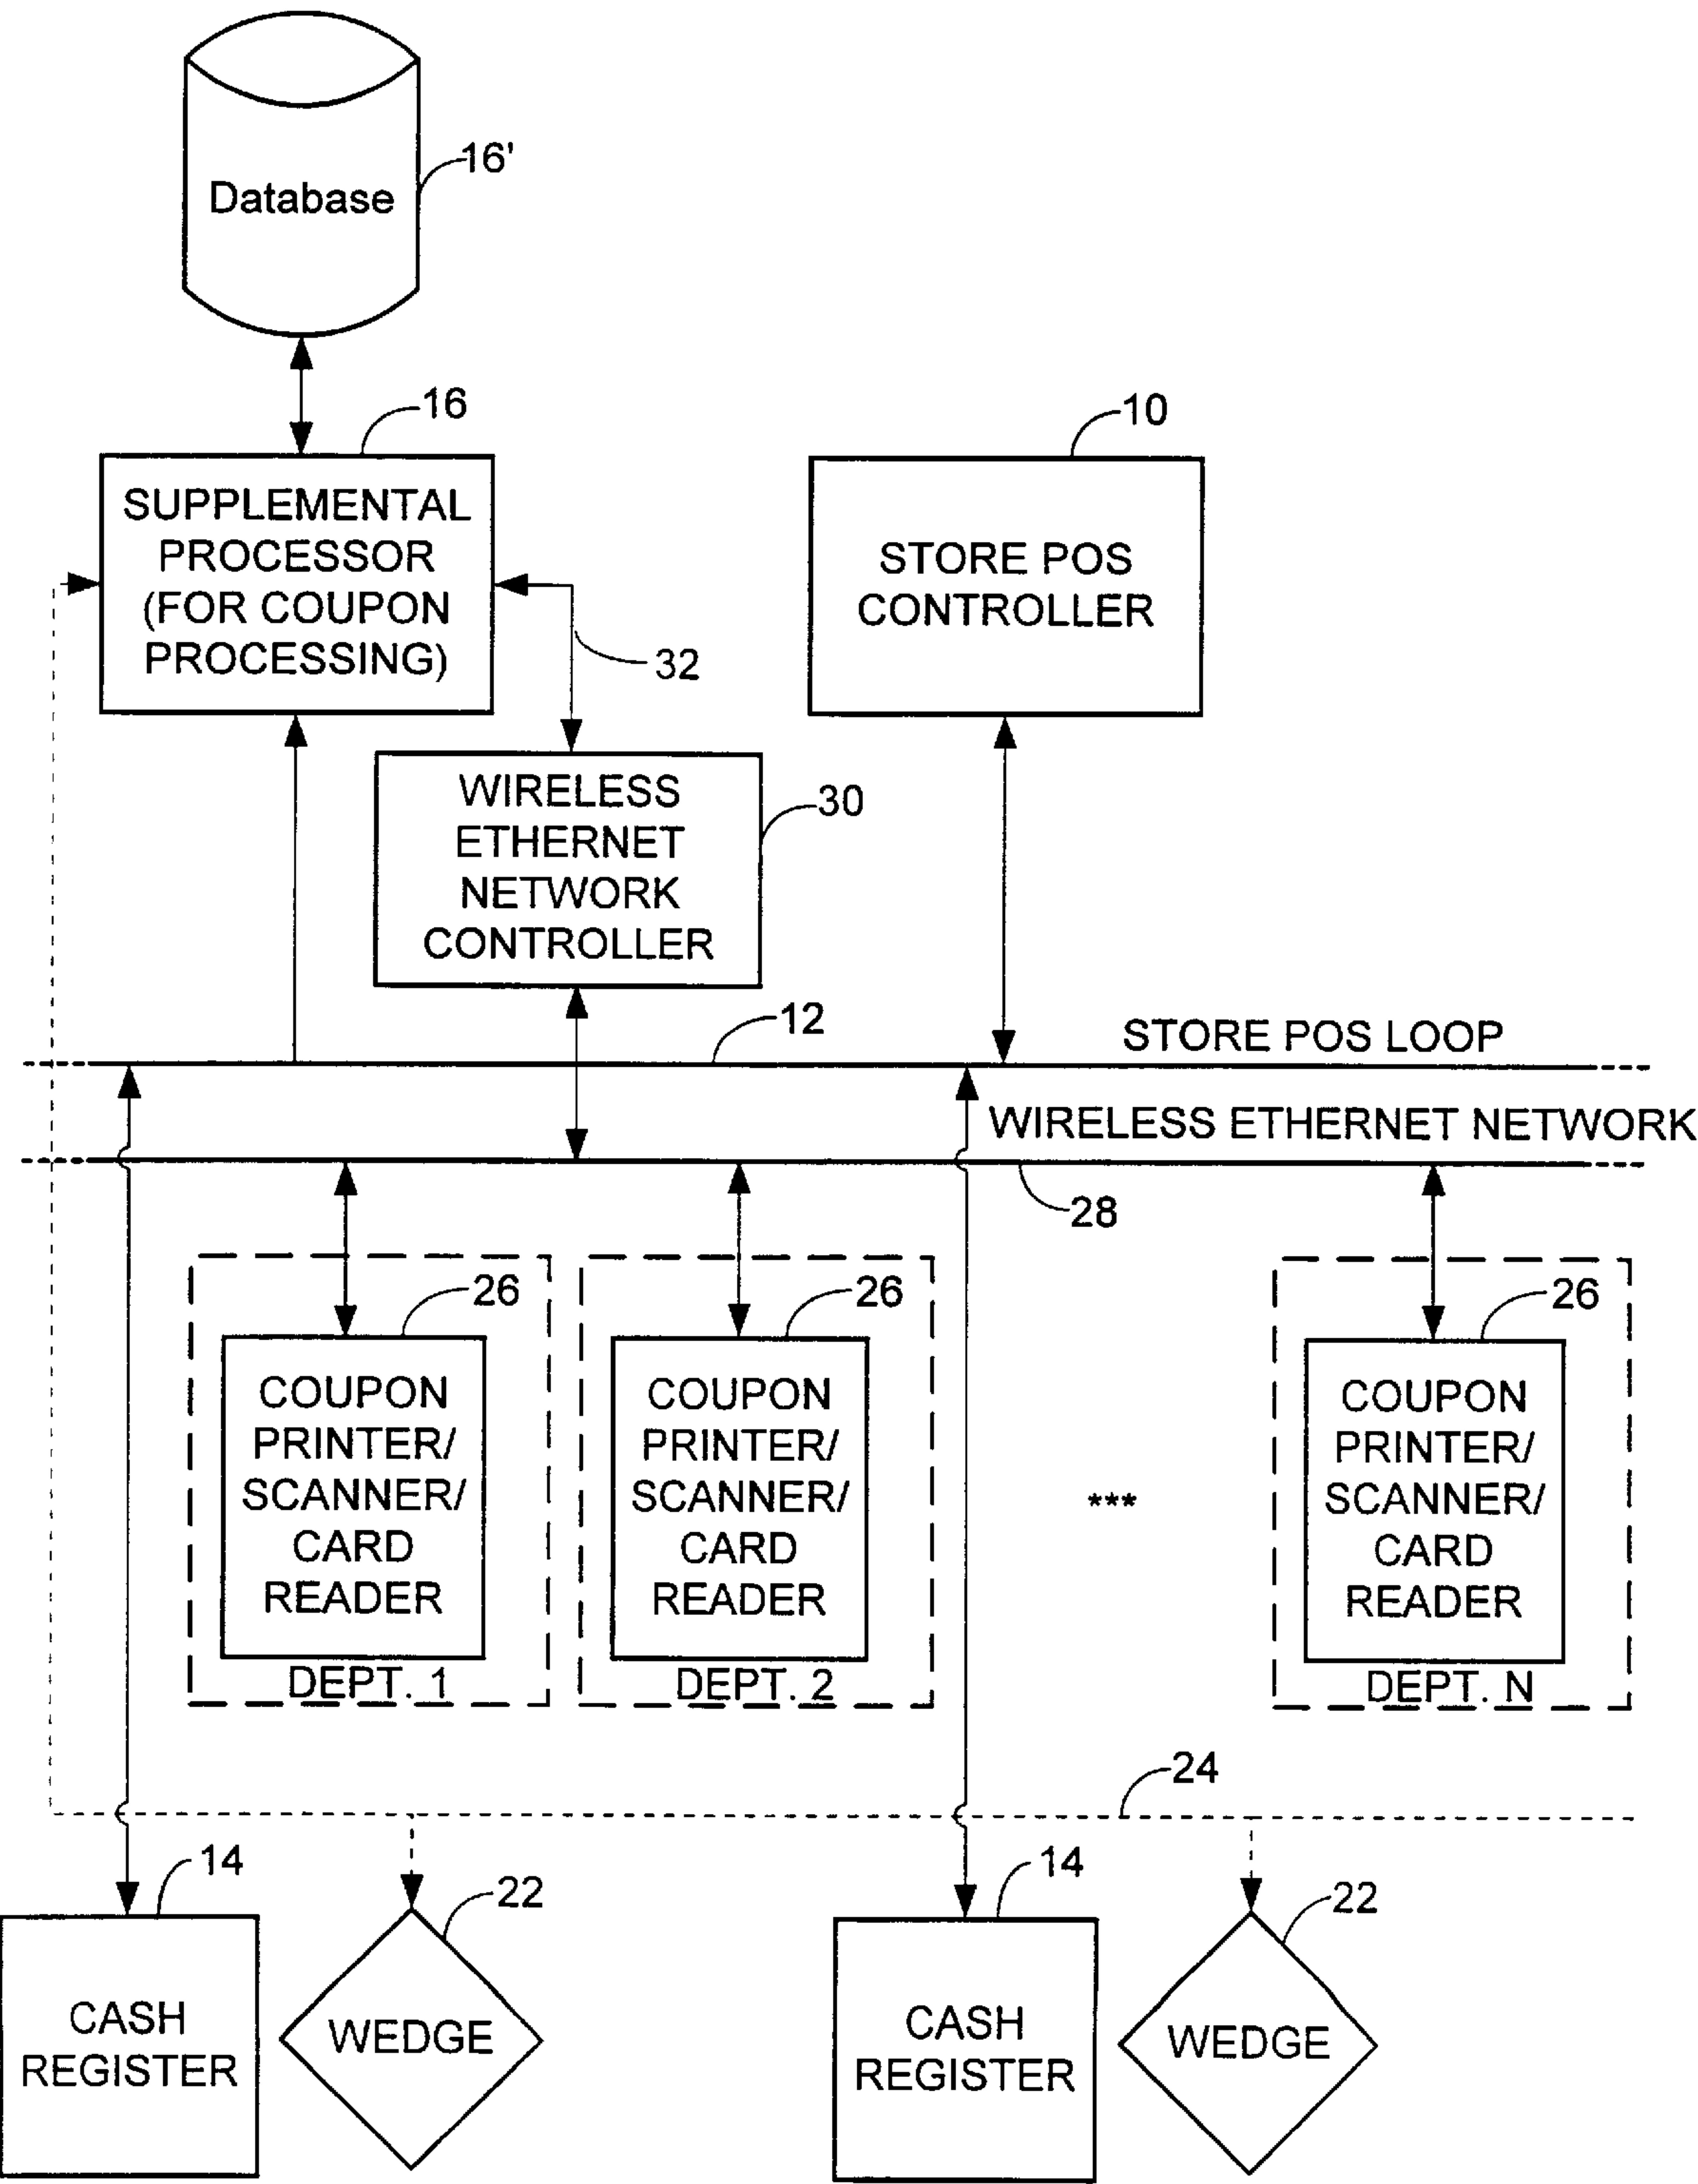 Database
16'
16
SUPPLEMENTAL
PROCESSOR
(FOR COUPON
PROCESSING)
10
STORE POS
CONTROLLER
32
WIRELESS
ETHERNET
NETWORK
CONTROLLER
30
12
STORE POS LOOP
WIRELESS ETHERNET NETWORK
28
26
COUPON
PRINTER/
SCANNER/
CARD
READER
DEPT. 1
26
COUPON
PRINTER/
SCANNER/
CARD
READER
DEPT. 2
***
26
COUPON
PRINTER/
SCANNER/
CARD
READER
DEPT. N
24
14
CASH
REGISTER
22
WEDGE
14
CASH
REGISTER
22
WEDGE